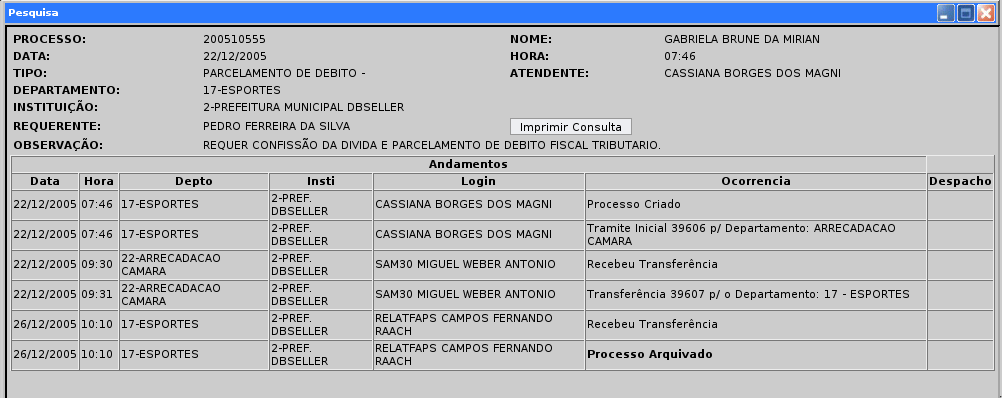 Pesquisa
PROCESSO: 200510555 NOME: GABRIELA BRUNE DA MIRIAN
DATA: 22/12/2005 HORA: 07:46
TIPO: PARCELAMENTO DE DEBITO - ATENDENTE: CASSIANA BORGES DOS MAGNI
DEPARTAMENTO: 17-ESPORTES
INSTITUIÇÃO: 2-PREFEITURA MUNICIPAL DBSELLER
REQUERENTE: PEDRO FERREIRA DA SILVA Imprimir Consulta
OBSERVAÇÃO: REQUER CONFISSÃO DA DIVIDA E PARCELAMENTO DE DEBITO FISCAL TRIBUTARIO.
Andamentos
Data Hora Depto Insti Login Ocorrencia Despacho
22/12/2005 07:46 17-ESPORTES 2-PREF. DBSELLER CASSIANA BORGES DOS MAGNI Processo Criado
22/12/2005 07:46 17-ESPORTES 2-PREF. DBSELLER CASSIANA BORGES DOS MAGNI Tramite Inicial 39606 p/ Departamento: ARRECADACAO CAMARA
22/12/2005 09:30 22-ARRECADACAO CAMARA 2-PREF. DBSELLER SAM30 MIGUEL WEBER ANTONIO Recebeu Transferência
22/12/2005 09:31 22-ARRECADACAO CAMARA 2-PREF. DBSELLER SAM30 MIGUEL WEBER ANTONIO Transferência 39607 p/ o Departamento: 17 - ESPORTES
26/12/2005 10:10 17-ESPORTES 2-PREF. DBSELLER RELATFAPS CAMPOS FERNANDO RAACH Recebeu Transferência
26/12/2005 10:10 17-ESPORTES 2-PREF. DBSELLER RELATFAPS CAMPOS FERNANDO RAACH Processo Arquivado